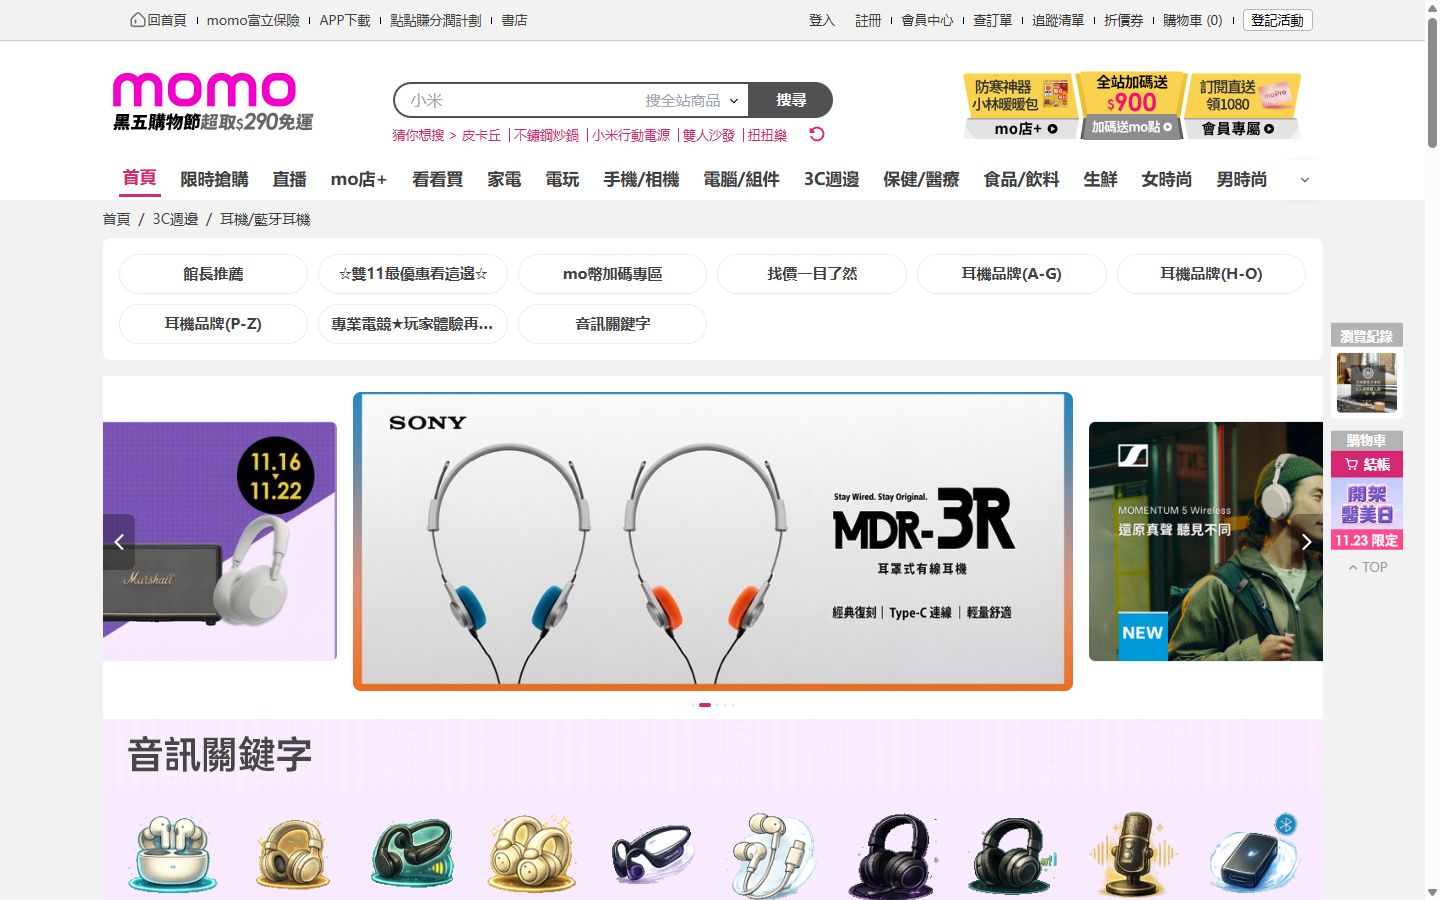 回首頁 momo富立保險 APP下載 點點賺分潤計劃 書店
登入 註冊 會員中心 查訂單 追蹤清單 折價券 購物車 (0) 登記活動
momo
黑五購物節超取$290免運
小米 搜全站商品 搜尋
猜你想搜 > 皮卡丘 | 不鏽鋼炒鍋 | 小米行動電源 | 雙人沙發 | 扭扭樂
防寒神器
小林暖暖包
mo店+
全站加碼送
$900
加碼送mo點
訂閱直送
領1080
moPro
會員專屬
首頁 限時搶購 直播 mo店+ 看看買 家電 電玩 手機/相機 電腦/組件 3C週邊 保健/醫療 食品/飲料 生鮮 女時尚 男時尚
首頁 / 3C週邊 / 耳機/藍牙耳機
館長推薦 ☆雙11最優惠看這邊☆ mo幣加碼專區 找價一目了然 耳機品牌(A-G) 耳機品牌(H-O)
耳機品牌(P-Z) 專業電競★玩家體驗再... 音訊關鍵字
瀏覽紀錄
購物車
結帳
開架
醫美日
11.23 限定
TOP
11.16
11.22
Marshall
SONY
Stay Wired. Stay Original.
MDR-3R
耳罩式有線耳機
經典復刻 | Type-C 連線 | 輕量舒適
MOMENTUM 5 Wireless
還原真聲 聽見不同
NEW
音訊關鍵字